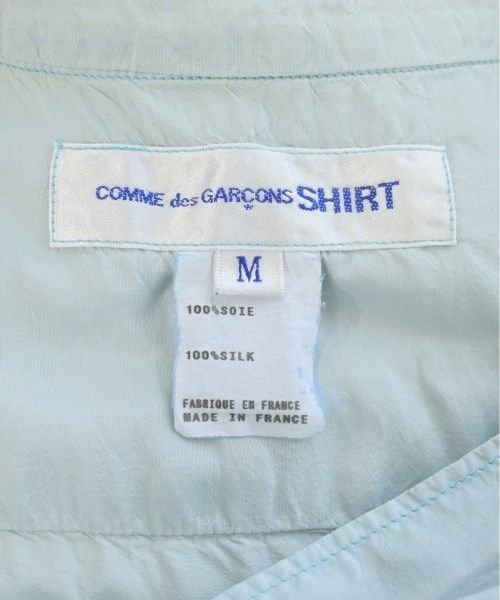 COMME des GARÇONS SHIRT
M
100%SOIE
100%SILK
FABRIQUE EN FRANCE
MADE IN FRANCE